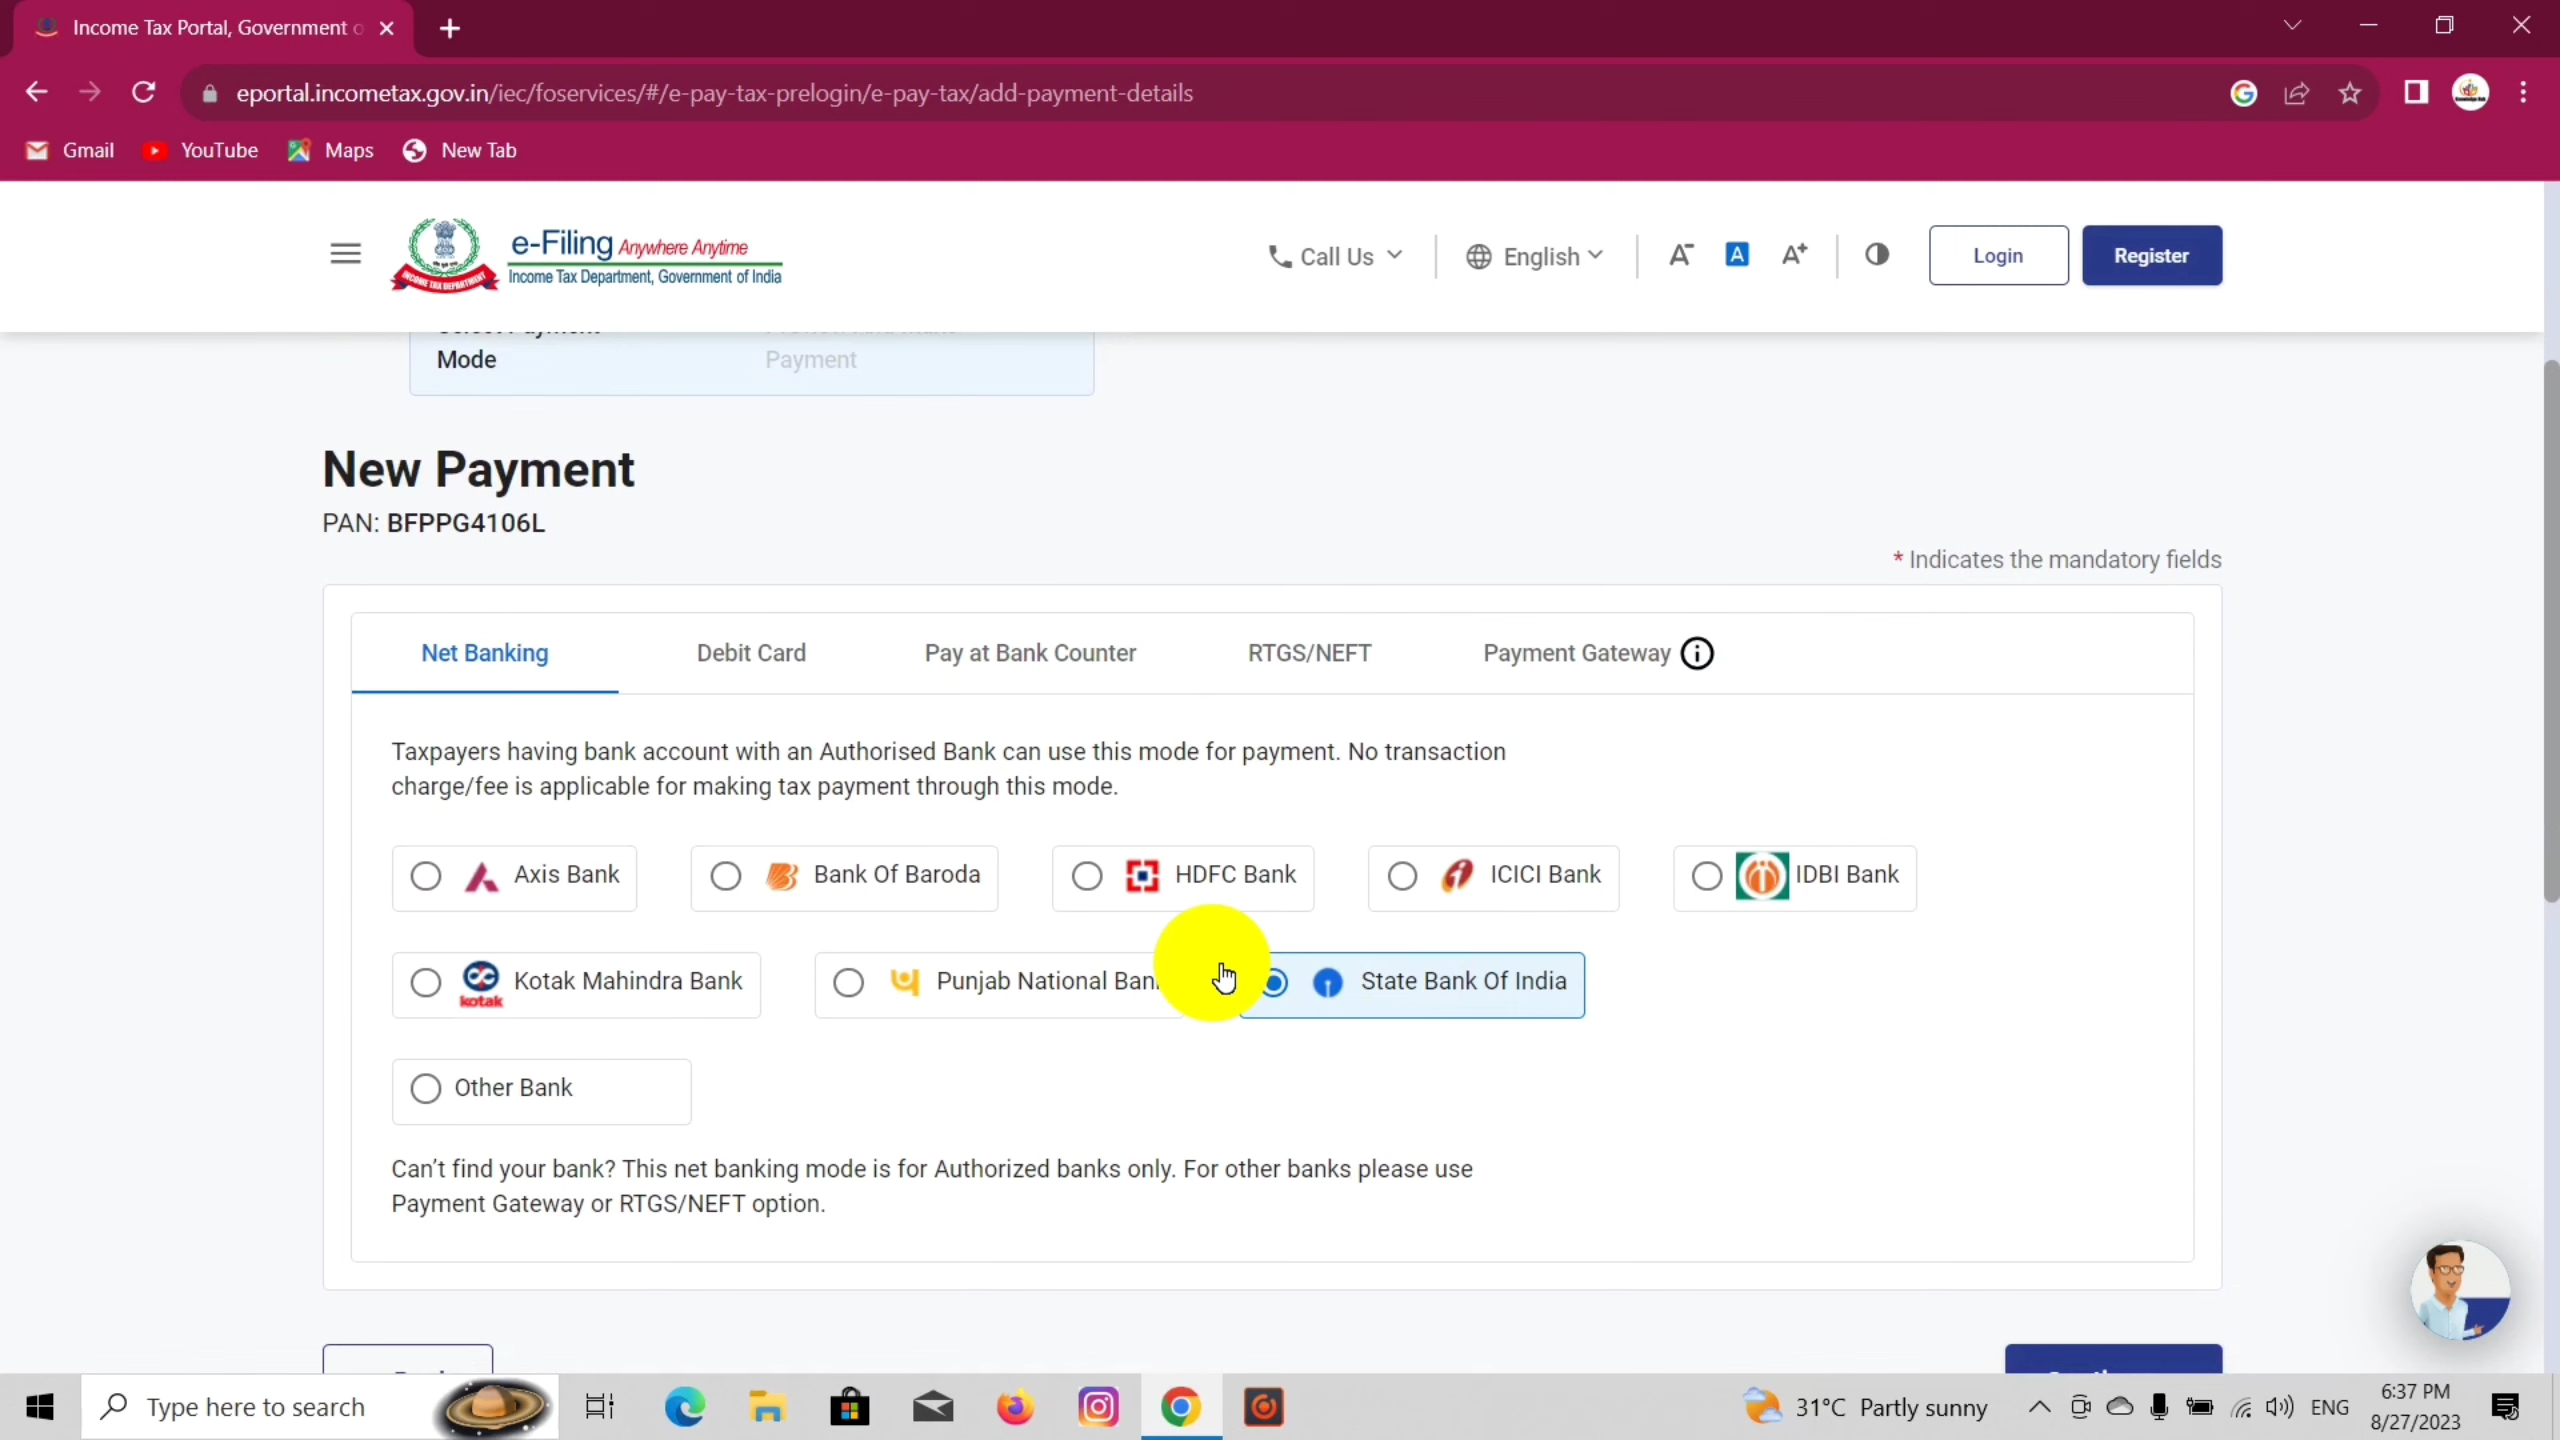 Income Tax Portal, Government o
eportal.incometax.gov.in/iec/foservices/#/e-pay-tax-prelogin/e-pay-tax/add-payment-details
Gmail YouTube Maps New Tab
e-Filing Anywhere Anytime
Income Tax Department, Government of India
INCOME TAX DEPARTMENT
Call Us English A- A A+ Login Register
Mode Payment
New Payment
PAN: BFPPG4106L
* Indicates the mandatory fields
Net Banking Debit Card Pay at Bank Counter RTGS/NEFT Payment Gateway
Taxpayers having bank account with an Authorised Bank can use this mode for payment. No transaction
charge/fee is applicable for making tax payment through this mode.
Axis Bank Bank Of Baroda HDFC Bank ICICI Bank IDBI Bank
kotak Kotak Mahindra Bank Punjab National Ban State Bank Of India
Other Bank
Can't find your bank? This net banking mode is for Authorized banks only. For other banks please use
Payment Gateway or RTGS/NEFT option.
Type here to search 31°C Partly sunny ENG 6:37 PM
8/27/2023